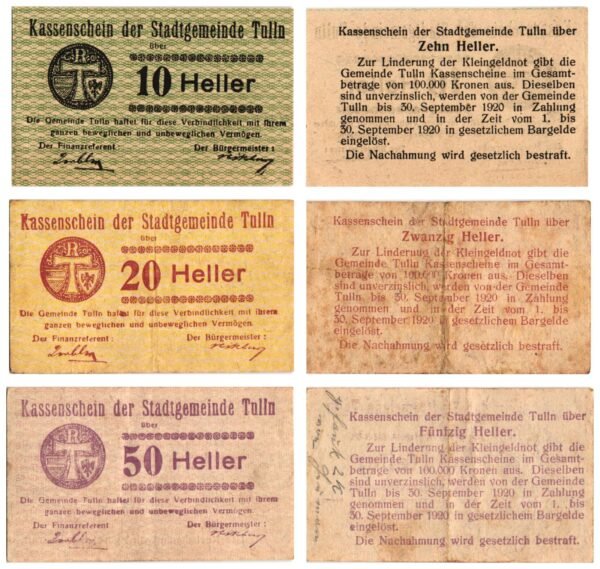 Kassenschein der Stadtgemeinde Tulln
über
10 Heller
Die Gemeinde Tulln haftet für diese Verbindlichkeit mit ihrem
ganzen beweglichen und unbeweglichen Vermögen.
Der Finanzreferent Der Bürgermeister :
Kassenschein der Stadtgemeinde Tulln über
Zehn Heller.
Zur Linderung der Kleingeldnot gibt die
Gemeinde Tulln Kassenscheine im Gesamt-
betrage von 100.000 Kronen aus. Dieselben
sind unverzinslich, werden von der Gemeinde
Tulln bis 30. September 1920 in Zahlung
genommen und in der Zeit vom 1. bis
30. September 1920 in gesetzlichem Bargelde
eingelöst.
Die Nachahmung wird gesetzlich bestraft.
Kassenschein der Stadtgemeinde Tulln
über
20 Heller
Die Gemeinde Tulln haftet für diese Verbindlichkeit mit ihrem
ganzen beweglichen und unbeweglichen Vermögen.
Der Finanzreferent : Der Bürgermeister :
Kassenschein der Stadtgemeinde Tulln über
Zwanzig Heller.
Zur Linderung der Kleingeldnot gibt die
Gemeinde Tulln Kassenscheine im Gesamt-
betrage von 100.000 Kronen aus. Dieselben
sind unverzinslich, werden von der Gemeinde
Tulln bis 30. September 1920 in Zahlung
genommen und in der Zeit vom 1. bis
30. September 1920 in gesetzlichem Bargelde
eingelöst.
Die Nachahmung wird gesetzlich bestraft.
Kassenschein der Stadtgemeinde Tulln
über
50 Heller
Die Gemeinde Tulln haftet für diese Verbindlichkeit mit ihrem
ganzen beweglichen und unbeweglichen Vermögen.
Der Finanzreferent Der Bürgermeister :
Kassenschein der Stadtgemeinde Tulln über
Fünfzig Heller.
Zur Linderung der Kleingeldnot gibt die
Gemeinde Tulln Kassenscheine im Gesamt-
betrage von 100.000 Kronen aus. Dieselben
sind unverzinslich, werden von der Gemeinde
Tulln bis 30. September 1920 in Zahlung
genommen und in der Zeit vom 1. bis
30. September 1920 in gesetzlichem Bargelde
eingelöst.
Die Nachahmung wird gesetzlich bestraft.